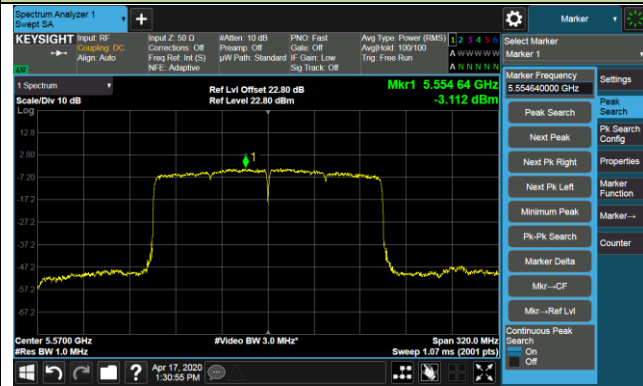 Spectrum Analyzer 1
Swept SA
Marker
KEYSIGHT
Input: RF
Coupling: DC
Align: Auto
Input Z: 50 Ω
Corrections: Off
Freq Ref: Int (S)
NFE: Adaptive
#Atten: 10 dB
Preamp: Off
µW Path: Standard
PNO: Fast
Gate: Off
IF Gain: Low
Sig Track: Off
Avg Type: Power (RMS)
Avg|Hold: 100/100
Trig: Free Run
1 2 3 4 5 6
A W W W W W
A N N N N N
Select Marker
Marker 1
1 Spectrum
Scale/Div 10 dB
Log
Ref Lvl Offset 22.80 dB
Ref Level 22.80 dBm
Mkr1 5.554 64 GHz
-3.112 dBm
12.8
2.80
-7.20
-17.2
-27.2
-37.2
-47.2
-57.2
-67.2
1
Center 5.5700 GHz
#Res BW 1.0 MHz
#Video BW 3.0 MHz*
Span 320.0 MHz
Sweep 1.07 ms (2001 pts)
Marker Frequency
5.554640000 GHz
Peak Search
Next Peak
Next Pk Right
Next Pk Left
Minimum Peak
Pk-Pk Search
Marker Delta
Mkr→CF
Mkr→Ref Lvl
Continuous Peak
Search
On
Off
Settings
Peak
Search
Pk Search
Config
Properties
Marker
Function
Marker→
Counter
Apr 17, 2020
1:30:55 PM